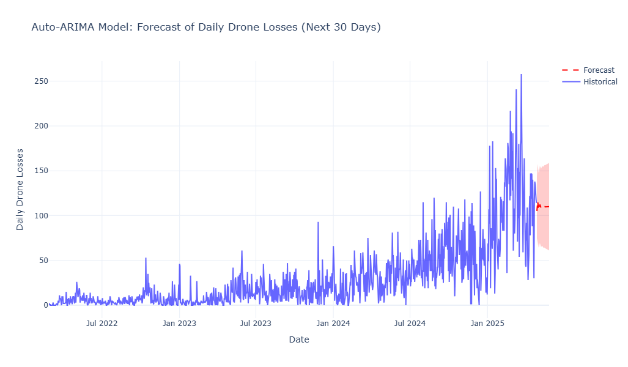 Auto-ARIMA Model: Forecast of Daily Drone Losses (Next 30 Days)
Forecast
Historical
250
200
150
100
50
0
Daily Drone Losses
Jul 2022
Jan 2023
Jul 2023
Jan 2024
Jul 2024
Jan 2025
Date